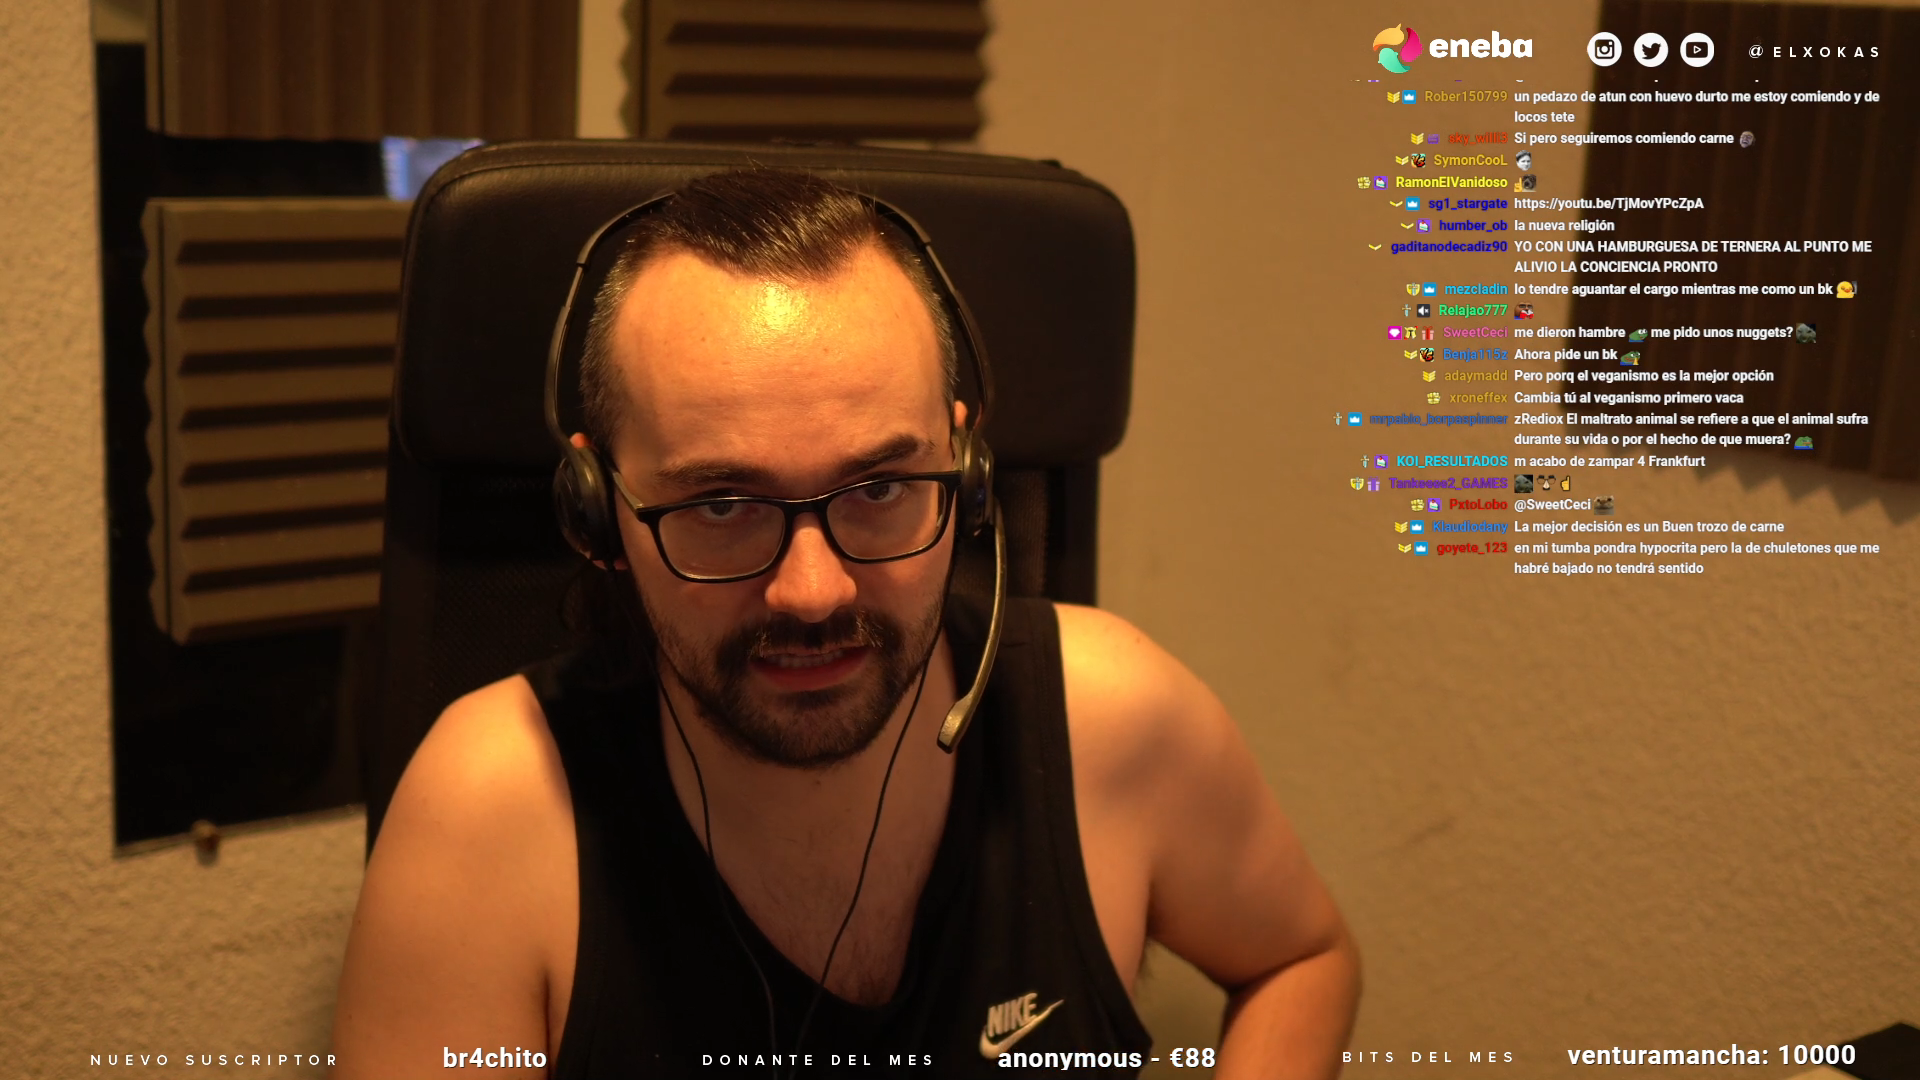 eneba
@ELXOKAS
Rober150799 un pedazo de atun con huevo durto me estoy comiendo y de
locos tete
sky_will03 Si pero seguiremos comiendo carne
SymonCooL
RamonElVanidoso
sg1_stargate https://youtu.be/TjMovYPcZpA
humber_ob la nueva religión
gaditanodecadiz90 YO CON UNA HAMBURGUESA DE TERNERA AL PUNTO ME
ALIVIO LA CONCIENCIA PRONTO
mezcladin lo tendre aguantar el cargo mientras me como un bk
Relajao777
SweetCeci me dieron hambre me pido unos nuggets?
Benja115z Ahora pide un bk
adaymadd Pero porq el veganismo es la mejor opción
xroneffex Cambia tú al veganismo primero vaca
zRediox El maltrato animal se refiere a que el animal sufra
durante su vida o por el hecho de que muera?
KOI_RESULTADOS m acabo de zampar 4 Frankfurt
PxtoLobo @SweetCeci
Klaudiodany La mejor decisión es un Buen trozo de carne
goyete_123 en mi tumba pondra hypocrita pero la de chuletones que me
habré bajado no tendrá sentido
NIKE
NUEVO SUSCRIPTOR br4chito DONANTE DEL MES anonymous - €88 BITS DEL MES venturamancha: 10000